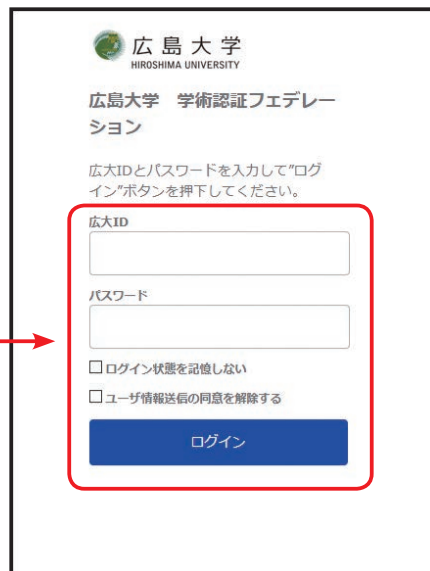 広島大学
HIROSHIMA UNIVERSITY
広島大学　学術認証フェデレー
ション
広大IDとパスワードを入力して"ログ
イン"ボタンを押下してください。
広大ID
パスワード
ログイン状態を記憶しない
ユーザ情報送信の同意を解除する
ログイン